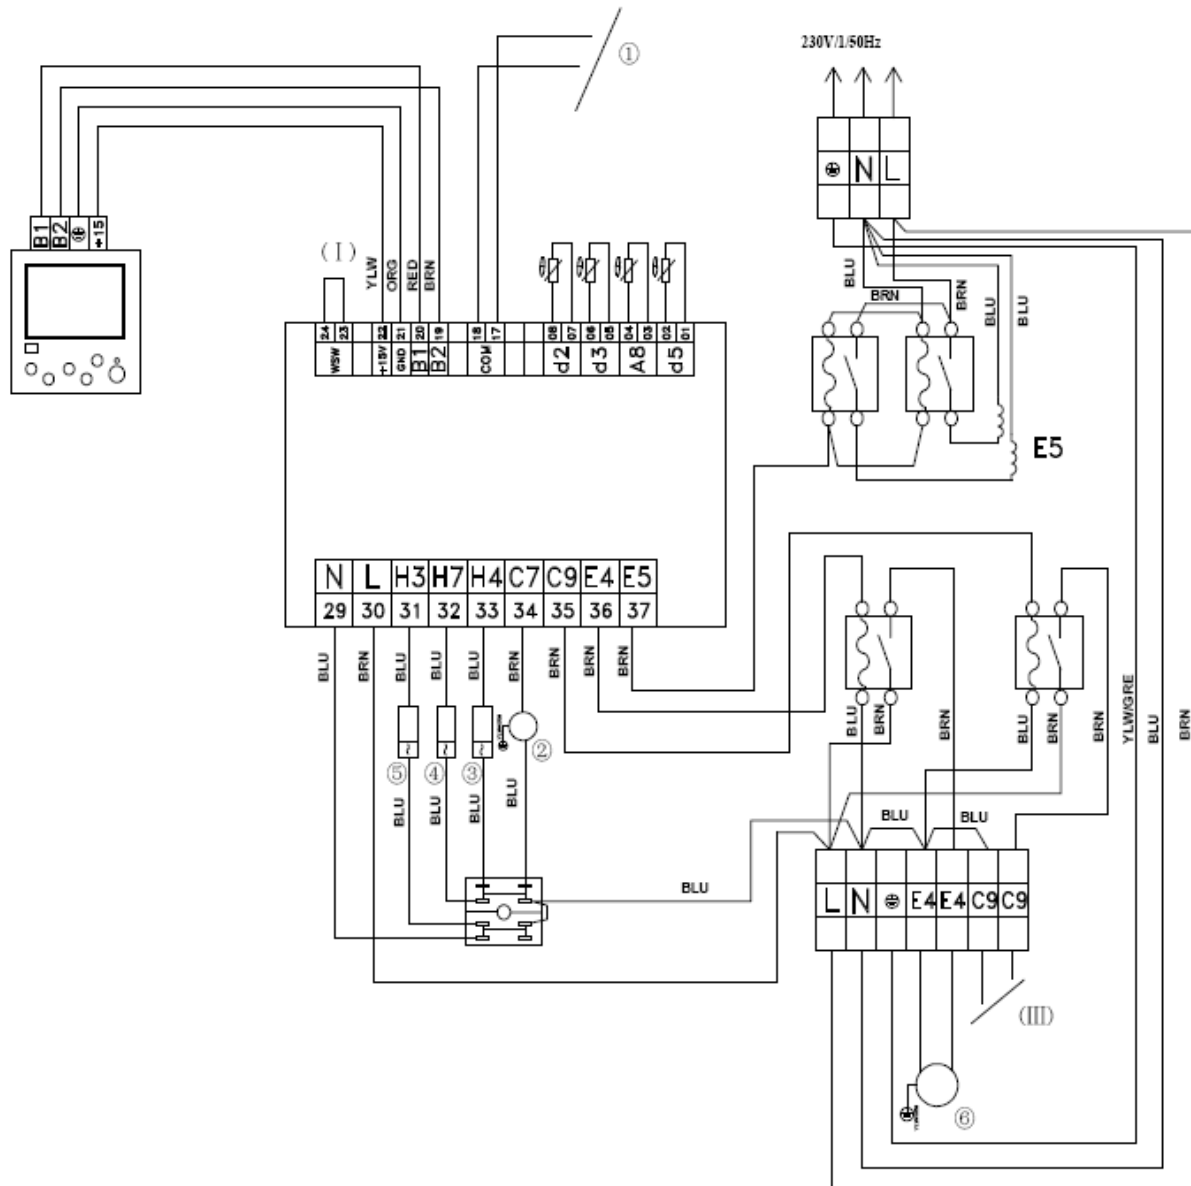 230V/1/50Hz
①
B1 B2 +15
(I)
YLW ORG RED BRN
24 23 22 21 20 19 18 17 08 07 06 05 04 03 02 01
WSW +15V GND B1 B2 COM d2 d3 A8 d5
N L
BLU BRN BRN BLU BLU
E5
N L H3 H7 H4 C7 C9 E4 E5
29 30 31 32 33 34 35 36 37
BLU BRN BLU BLU BLU BRN BRN BRN BRN
BLU BRN BRN BLU BRN BRN YLW/GRE BLU BRN
⑤ ④ ③ ②
BLU BLU BLU BLU
BLU BLU
BLU
L N E4 E4 C9 C9
(III)
⑥